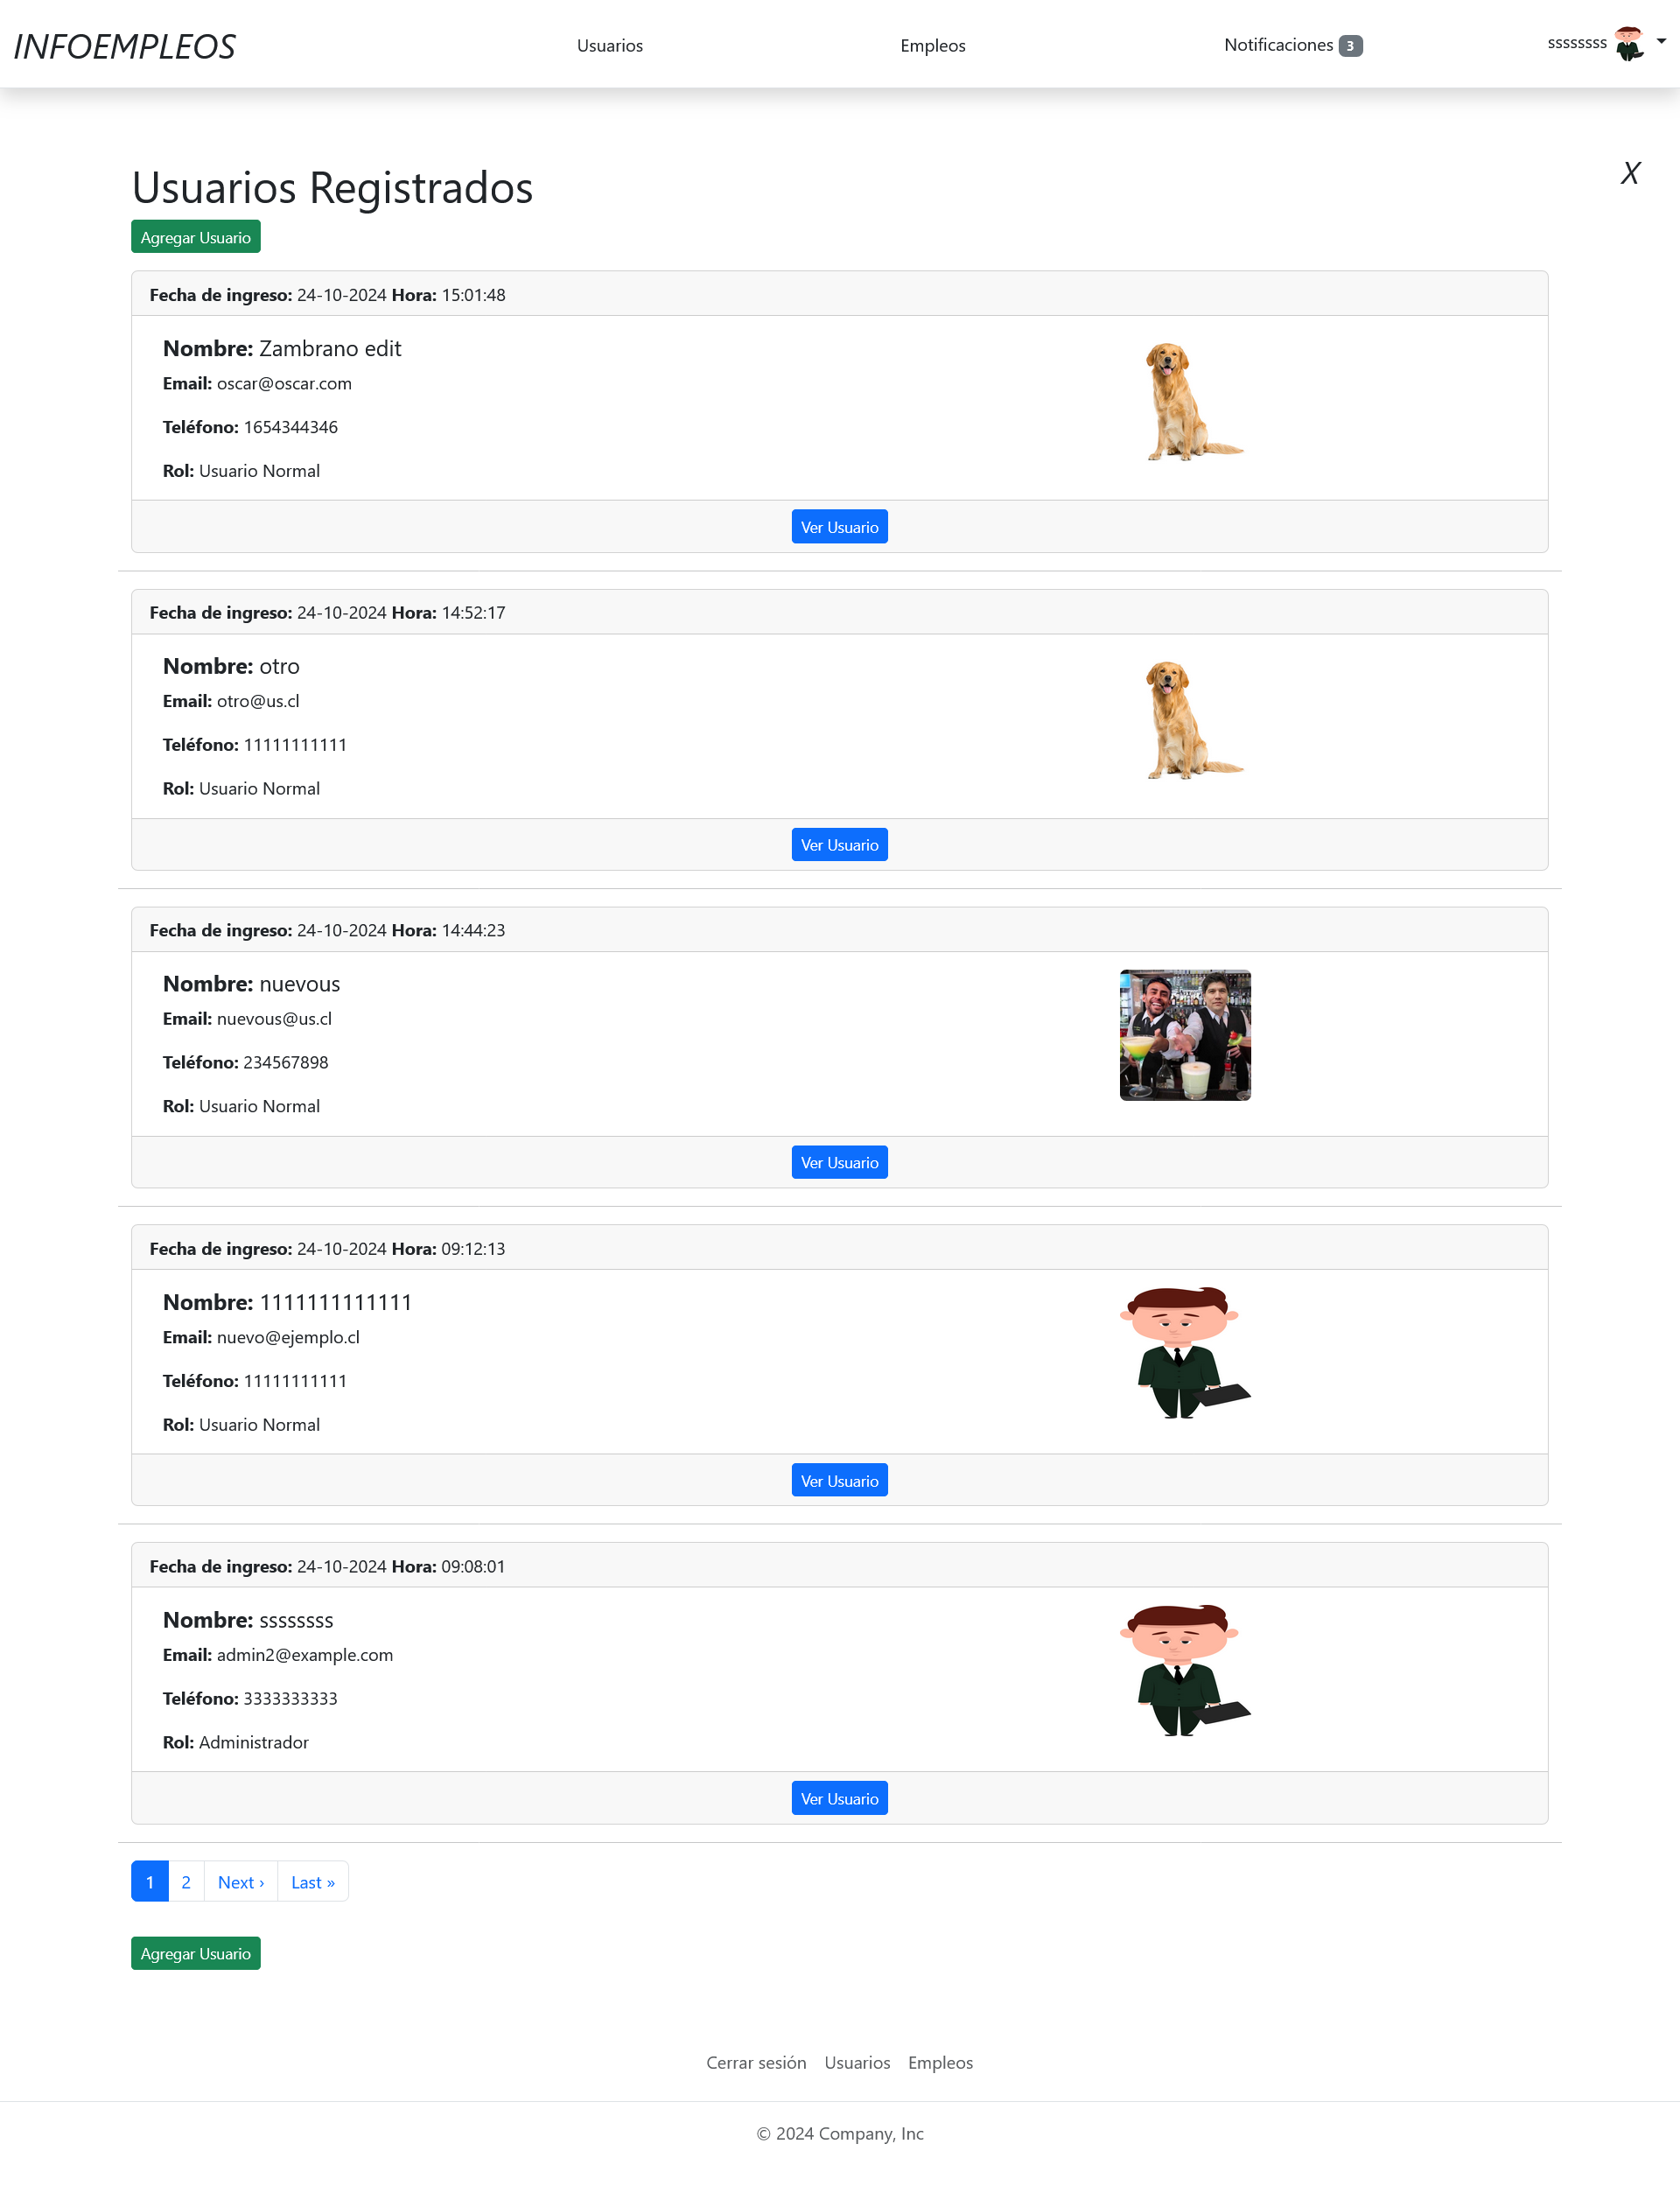 INFOEMPLEOS
Usuarios
Empleos
Notificaciones 3
ssssssss
Usuarios Registrados
X
Agregar Usuario
Fecha de ingreso: 24-10-2024 Hora: 15:01:48
Nombre: Zambrano edit
Email: oscar@oscar.com
Teléfono: 1654344346
Rol: Usuario Normal
Ver Usuario
Fecha de ingreso: 24-10-2024 Hora: 14:52:17
Nombre: otro
Email: otro@us.cl
Teléfono: 11111111111
Rol: Usuario Normal
Ver Usuario
Fecha de ingreso: 24-10-2024 Hora: 14:44:23
Nombre: nuevous
Email: nuevous@us.cl
Teléfono: 234567898
Rol: Usuario Normal
Ver Usuario
Fecha de ingreso: 24-10-2024 Hora: 09:12:13
Nombre: 1111111111111
Email: nuevo@ejemplo.cl
Teléfono: 11111111111
Rol: Usuario Normal
Ver Usuario
Fecha de ingreso: 24-10-2024 Hora: 09:08:01
Nombre: ssssssss
Email: admin2@example.com
Teléfono: 3333333333
Rol: Administrador
Ver Usuario
1 2 Next › Last »
Agregar Usuario
Cerrar sesión Usuarios Empleos
© 2024 Company, Inc